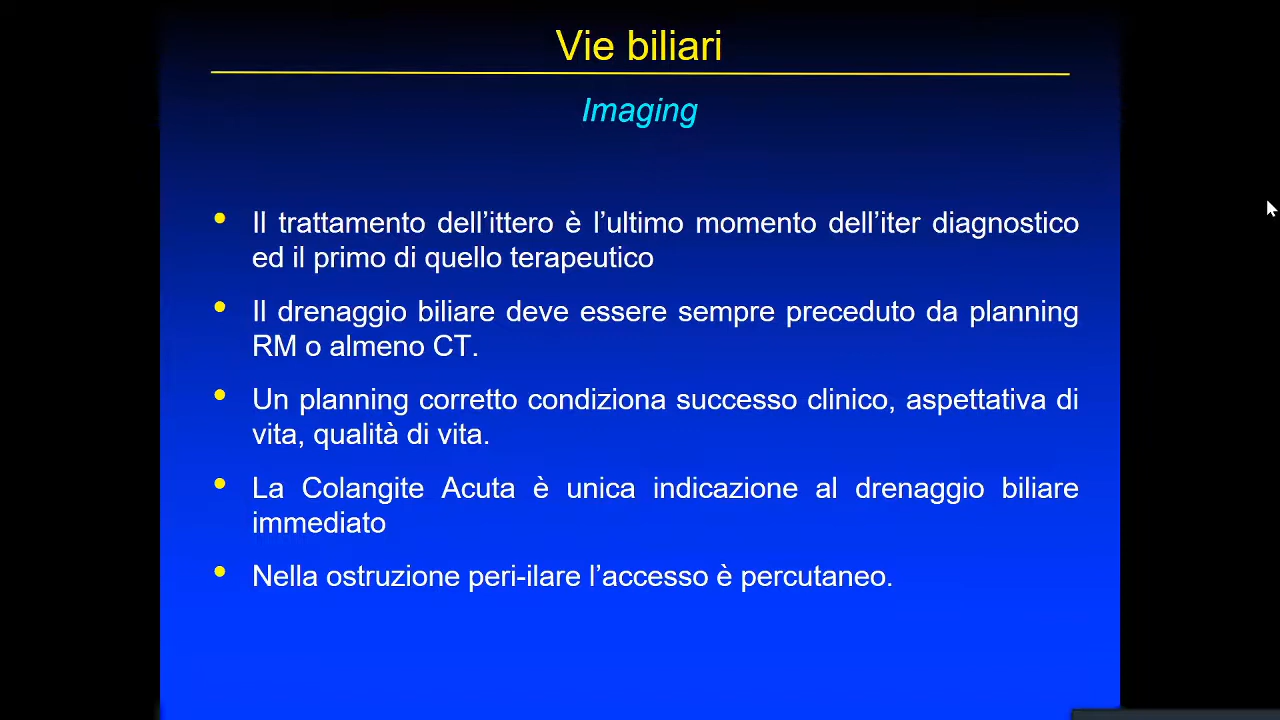 Vie biliari
Imaging
• Il trattamento dell’ittero è l’ultimo momento dell’iter diagnostico
ed il primo di quello terapeutico
• Il drenaggio biliare deve essere sempre preceduto da planning
RM o almeno CT.
• Un planning corretto condiziona successo clinico, aspettativa di
vita, qualità di vita.
• La Colangite Acuta è unica indicazione al drenaggio biliare
immediato
• Nella ostruzione peri-ilare l’accesso è percutaneo.